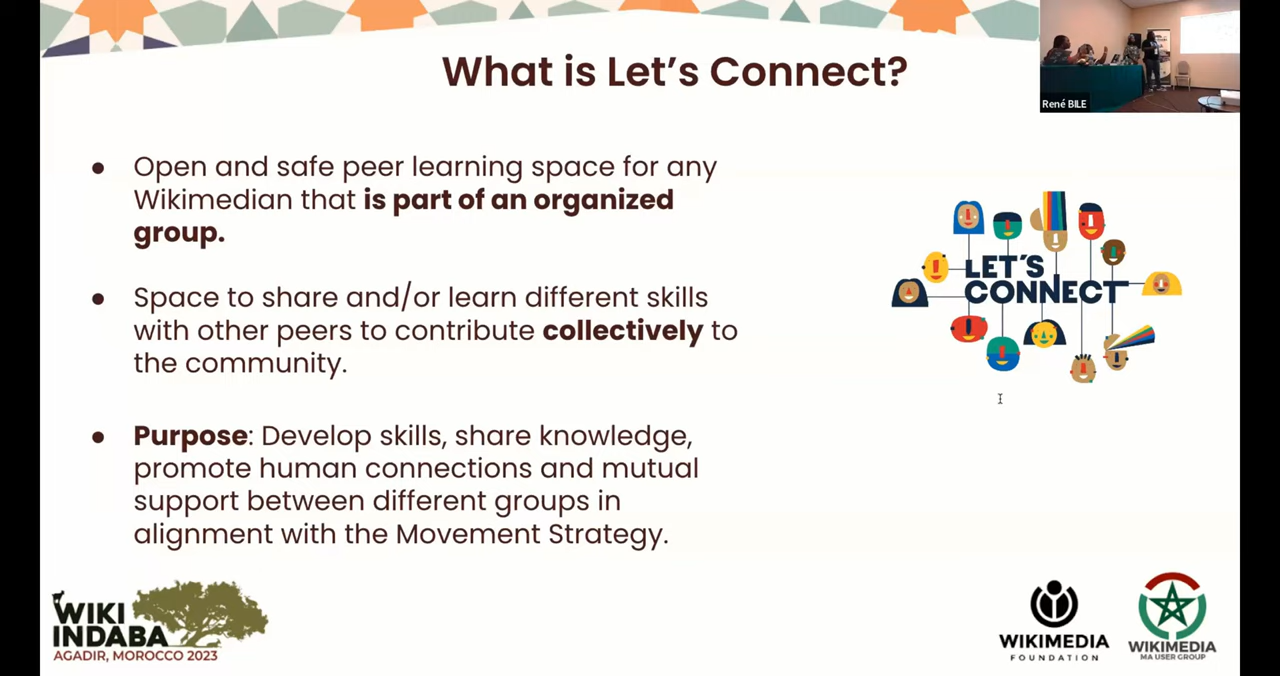 What is Let's Connect?
René BILE
● Open and safe peer learning space for any
Wikimedian that is part of an organized
group.
● Space to share and/or learn different skills
with other peers to contribute collectively to
the community.
● Purpose: Develop skills, share knowledge,
promote human connections and mutual
support between different groups in
alignment with the Movement Strategy.
LET'S
CONNECT
WIKI
INDABA
AGADIR, MOROCCO 2023
WIKIMEDIA
FOUNDATION
WIKIMEDIA
MA USER GROUP